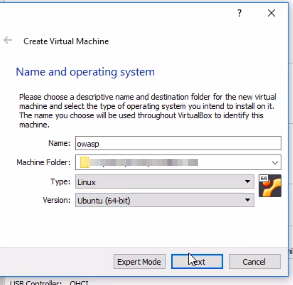 ?
Create Virtual Machine
Name and operating system
Please choose a descriptive name and destination folder for the new virtual
machine and select the type of operating system you intend to install on it.
The name you choose will be used throughout VirtualBox to identify this
machine.
Name: owasp
Machine Folder:
Type: Linux
64
Version: Ubuntu (64-bit)
Expert Mode Next Cancel
USB Controller: OHCI